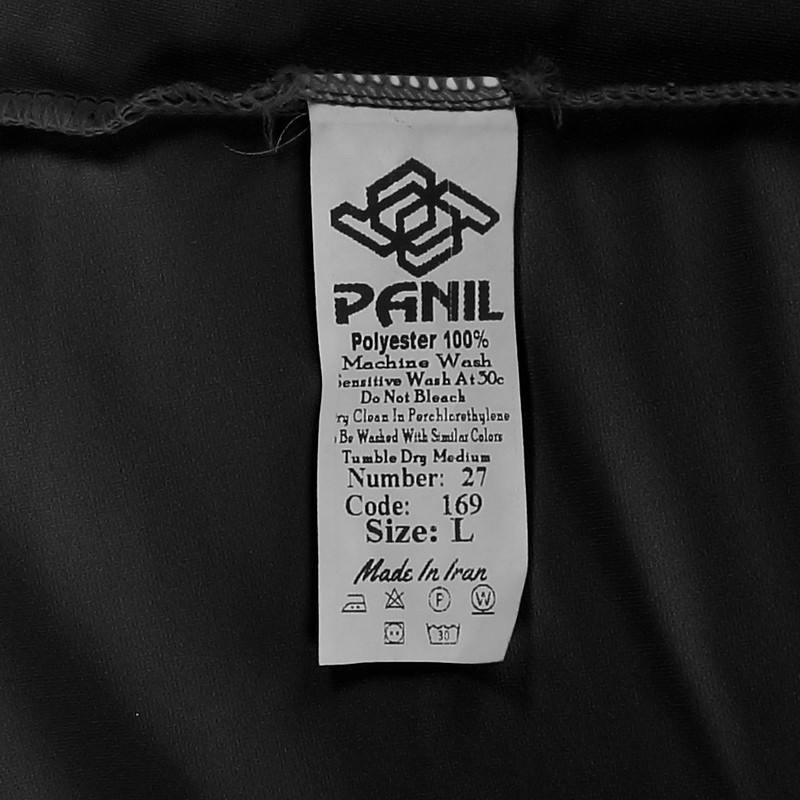 PANIL
Polyester 100%
Machine Wash
Sensitive Wash At 30c
Do Not Bleach
ry Clean In Perchlorethylene
Be Washed With Similar Colors
Tumble Dry Medium
Number: 27
Code: 169
Size: L
Made In Iran
P W
30